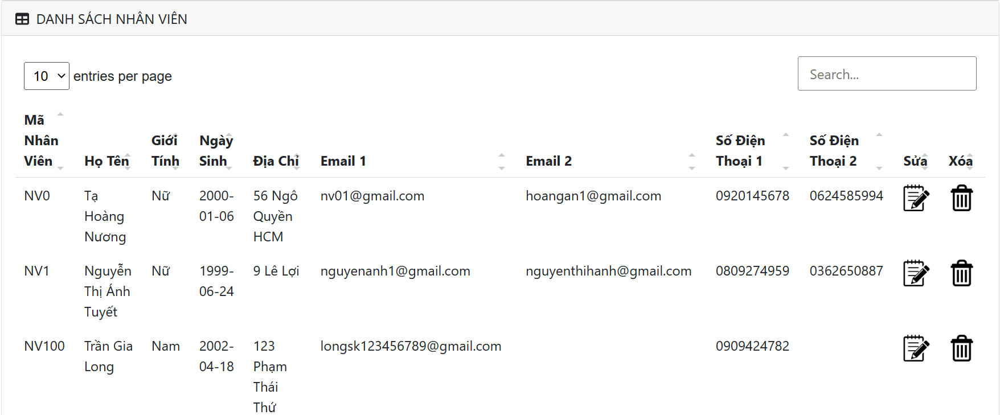 DANH SÁCH NHÂN VIÊN
10 entries per page
Search...
Mã Nhân Viên
Họ Tên
Giới Tính
Ngày Sinh
Địa Chỉ
Email 1
Email 2
Số Điện Thoại 1
Số Điện Thoại 2
Sửa
Xóa
NV0
Tạ Hoàng Nương
Nữ
2000-01-06
56 Ngô Quyền HCM
nv01@gmail.com
hoangan1@gmail.com
0920145678
0624585994
NV1
Nguyễn Thị Ánh Tuyết
Nữ
1999-06-24
9 Lê Lợi
nguyenanh1@gmail.com
nguyenthihanh@gmail.com
0809274959
0362650887
NV100
Trần Gia Long
Nam
2002-04-18
123 Phạm Thái Thứ
longsk123456789@gmail.com
0909424782